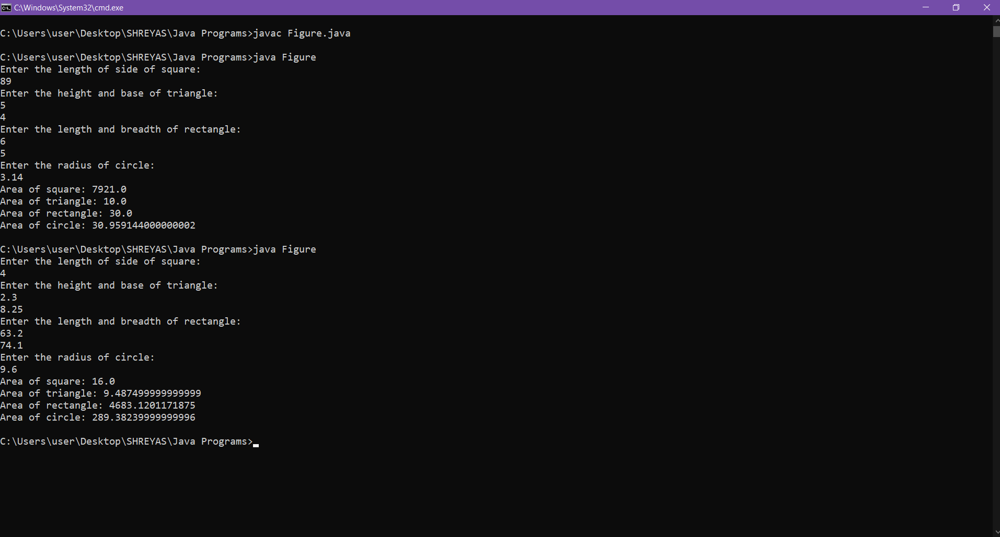 C:\Windows\System32\cmd.exe
C:\Users\user\Desktop\SHREYAS\Java Programs>javac Figure.java
C:\Users\user\Desktop\SHREYAS\Java Programs>java Figure
Enter the length of side of square:
89
Enter the height and base of triangle:
5
4
Enter the length and breadth of rectangle:
6
5
Enter the radius of circle:
3.14
Area of square: 7921.0
Area of triangle: 10.0
Area of rectangle: 30.0
Area of circle: 30.959144000000002
C:\Users\user\Desktop\SHREYAS\Java Programs>java Figure
Enter the length of side of square:
4
Enter the height and base of triangle:
2.3
8.25
Enter the length and breadth of rectangle:
63.2
74.1
Enter the radius of circle:
9.6
Area of square: 16.0
Area of triangle: 9.487499999999999
Area of rectangle: 4683.1201171875
Area of circle: 289.38239999999996
C:\Users\user\Desktop\SHREYAS\Java Programs>